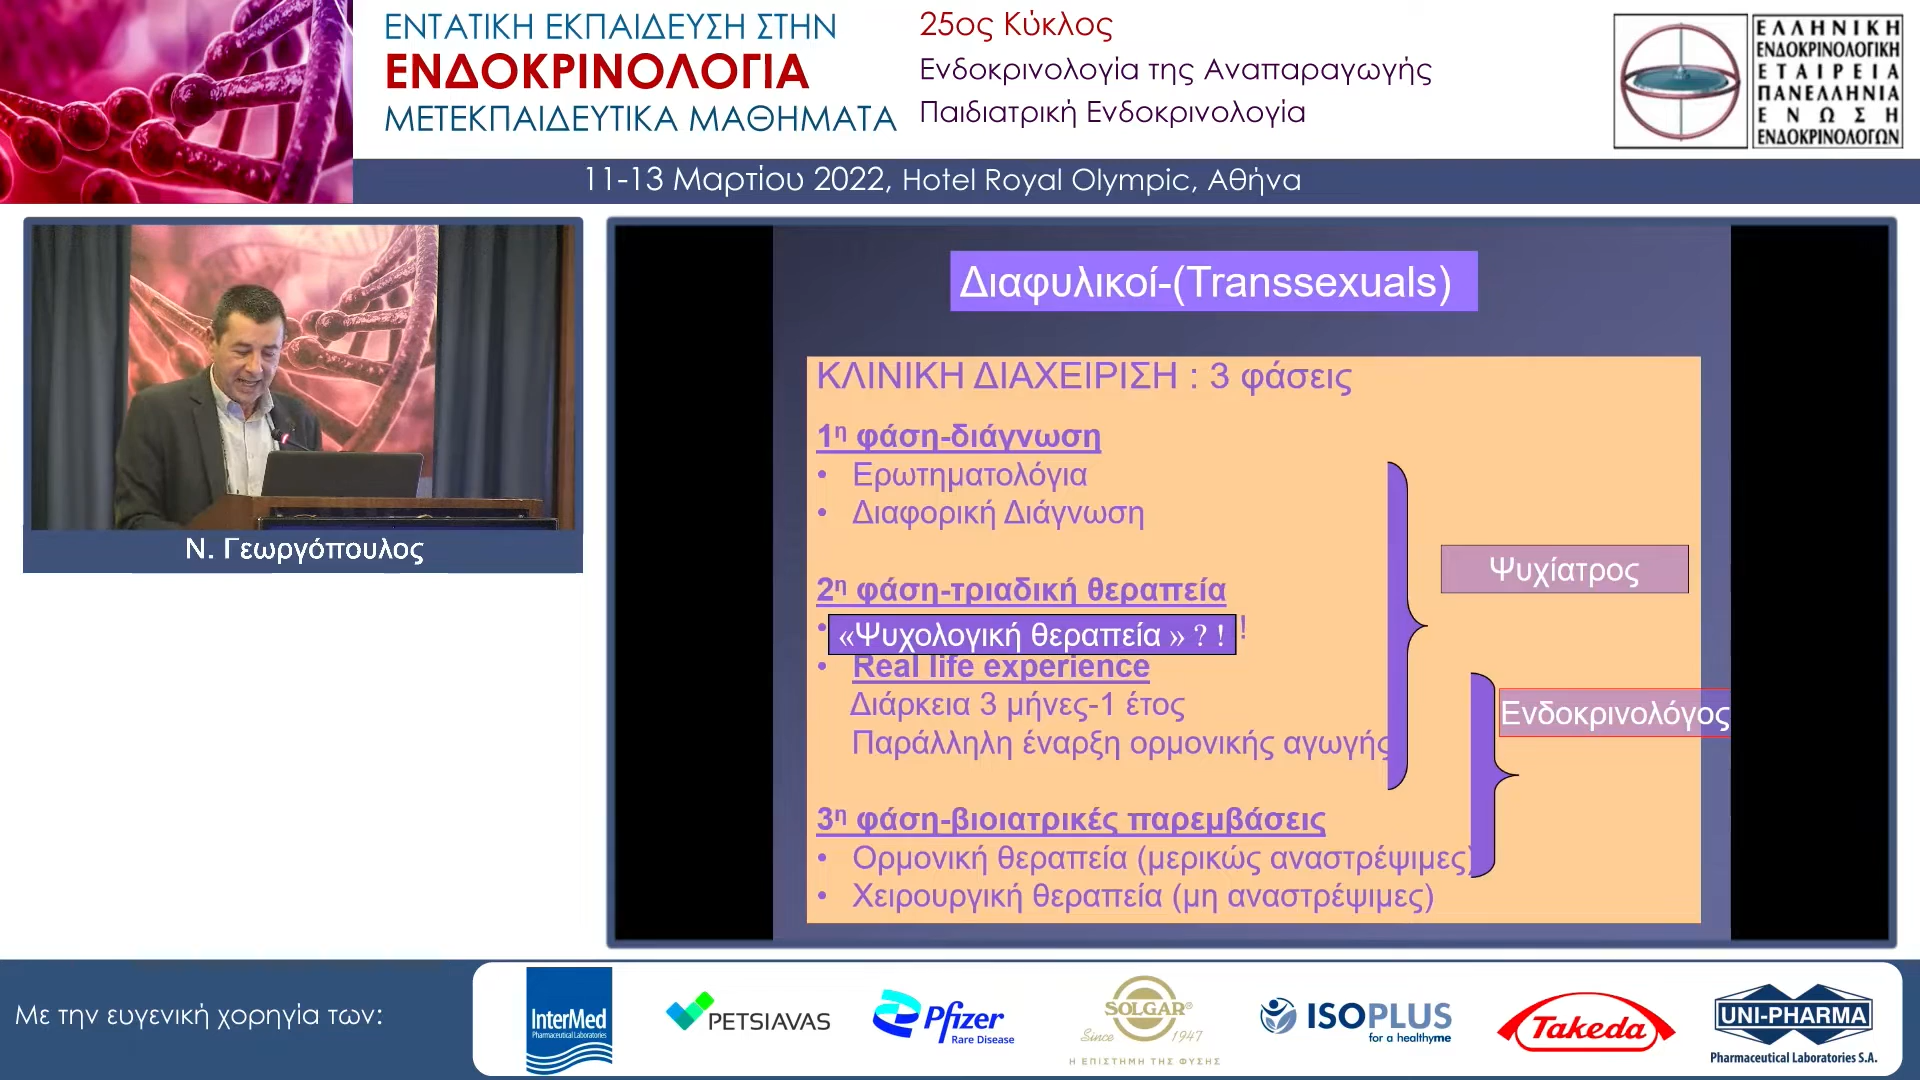 ΕΝΤΑΤΙΚΗ ΕΚΠΑΙΔΕΥΣΗ ΣΤΗΝ
ΕΝΔΟΚΡΙΝΟΛΟΓΙΑ
ΜΕΤΕΚΠΑΙΔΕΥΤΙΚΑ ΜΑΘΗΜΑΤΑ
25ος Κύκλος
Ενδοκρινολογία της Αναπαραγωγής
Παιδιατρική Ενδοκρινολογία
ΕΛΛΗΝΙΚΗ
ΕΝΔΟΚΡΙΝΟΛΟΓΙΚΗ
ΕΤΑΙΡΕΙΑ
ΠΑΝΕΛΛΗΝΙΑ
ΕΝΩΣΗ
ΕΝΔΟΚΡΙΝΟΛΟΓΩΝ
11-13 Μαρτίου 2022, Hotel Royal Olympic, Αθήνα
Ν. Γεωργόπουλος
Διαφυλικοί-(Transsexuals)
ΚΛΙΝΙΚΗ ΔΙΑΧΕΙΡΙΣΗ : 3 φάσεις
1η φάση-διάγνωση
• Ερωτηματολόγια
• Διαφορική Διάγνωση
Ψυχίατρος
2η φάση-τριαδική θεραπεία
• «Ψυχολογική θεραπεία » ? ! !
• Real life experience
Διάρκεια 3 μήνες-1 έτος
Ενδοκρινολόγος
Παράλληλη έναρξη ορμονικής αγωγής
3η φάση-βιοιατρικές παρεμβάσεις
• Ορμονική θεραπεία (μερικώς αναστρέψιμες)
• Χειρουργική θεραπεία (μη αναστρέψιμες)
Με την ευγενική χορηγία των:
InterMed
Pharmaceutical Laboratories
PETSIAVAS
Pfizer
Rare Disease
SOLGAR®
Since 1947
Η ΕΠΙΣΤΗΜΗ ΤΗΣ ΦΥΣΗΣ
ISOPLUS
for a healthyme
Takeda
UNI-PHARMA
Pharmaceutical Laboratories S.A.